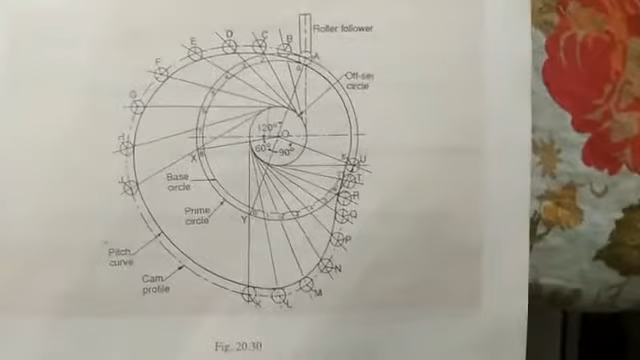 Roller follower
A
B
C
D
E
F
G
H
J
Off-set
circle
120°
O
60°
90°
X
Base
circle
Prime
circle
Y
U
T
R
Q
P
N
M
L
K
Pitch
curve
Cam
profile
Fig. 20.30